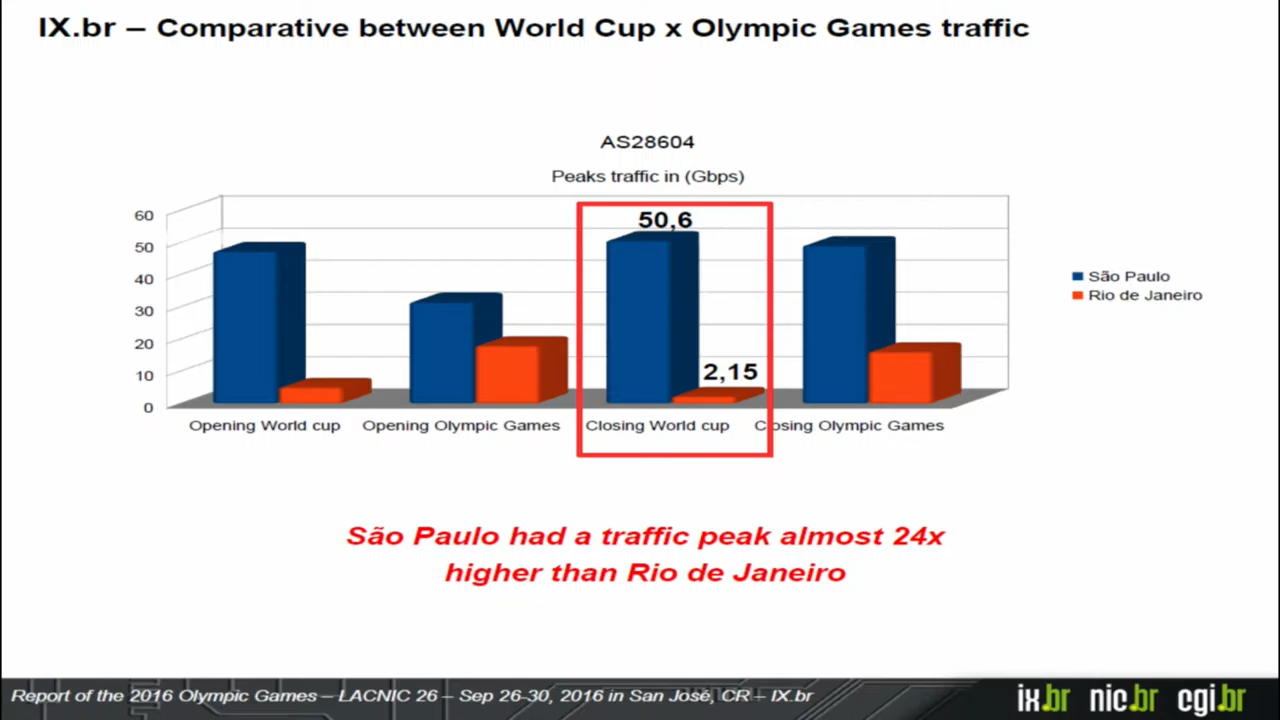 IX.br – Comparative between World Cup x Olympic Games traffic
AS28604
Peaks traffic in (Gbps)
60
50
40
30
20
10
0
50,6
2,15
Opening World cup
Opening Olympic Games
Closing World cup
Closing Olympic Games
São Paulo
Rio de Janeiro
São Paulo had a traffic peak almost 24x
higher than Rio de Janeiro
Report of the 2016 Olympic Games – LACNIC 26 – Sep 26-30, 2016 in San José, CR – IX.br
ix.br nic.br cgi.br